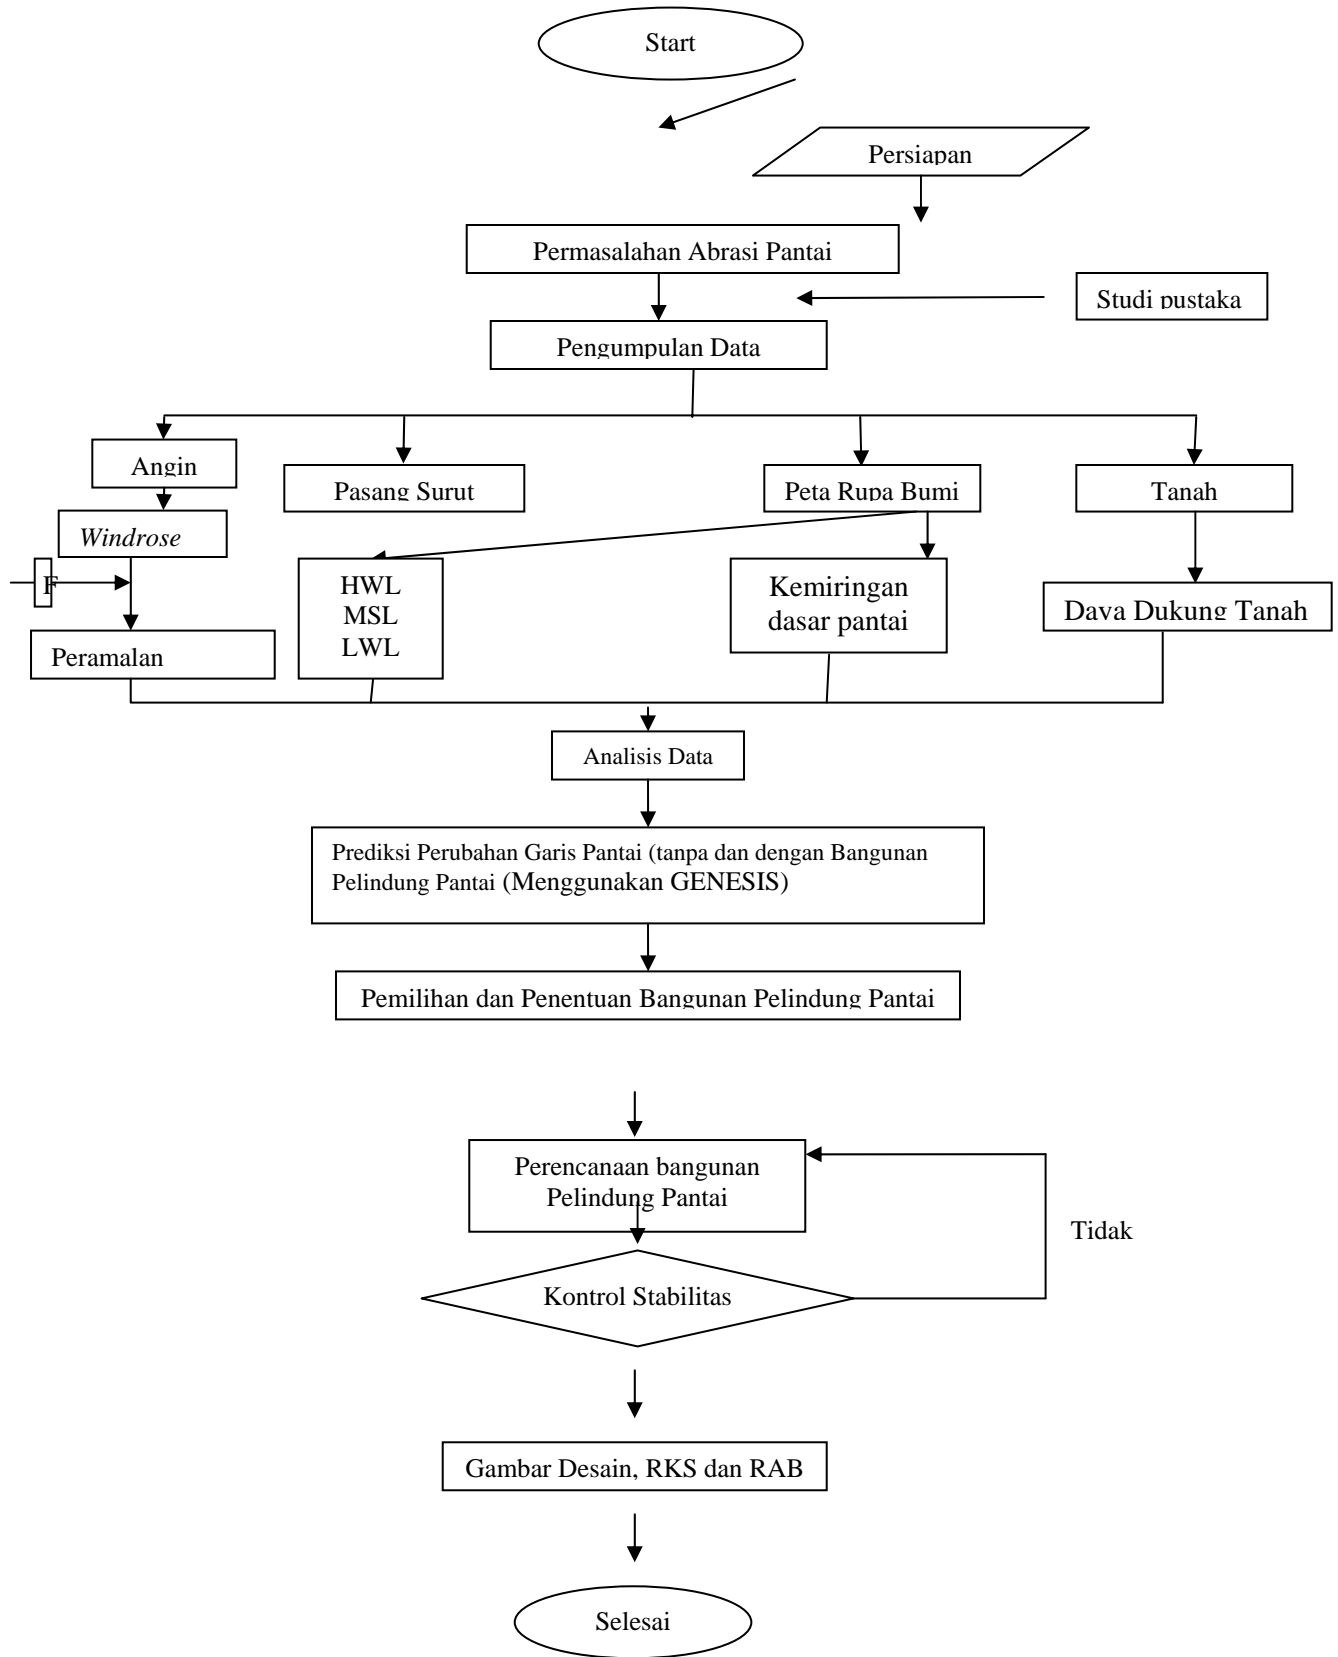 Start
Persiapan
Permasalahan Abrasi Pantai
Studi pustaka
Pengumpulan Data
Angin
Pasang Surut
Peta Rupa Bumi
Tanah
Windrose
F
HWL
MSL
LWL
Kemiringan
dasar pantai
Daya Dukung Tanah
Peramalan
Analisis Data
Prediksi Perubahan Garis Pantai (tanpa dan dengan Bangunan
Pelindung Pantai (Menggunakan GENESIS)
Pemilihan dan Penentuan Bangunan Pelindung Pantai
Perencanaan bangunan
Pelindung Pantai
Tidak
Kontrol Stabilitas
Gambar Desain, RKS dan RAB
Selesai